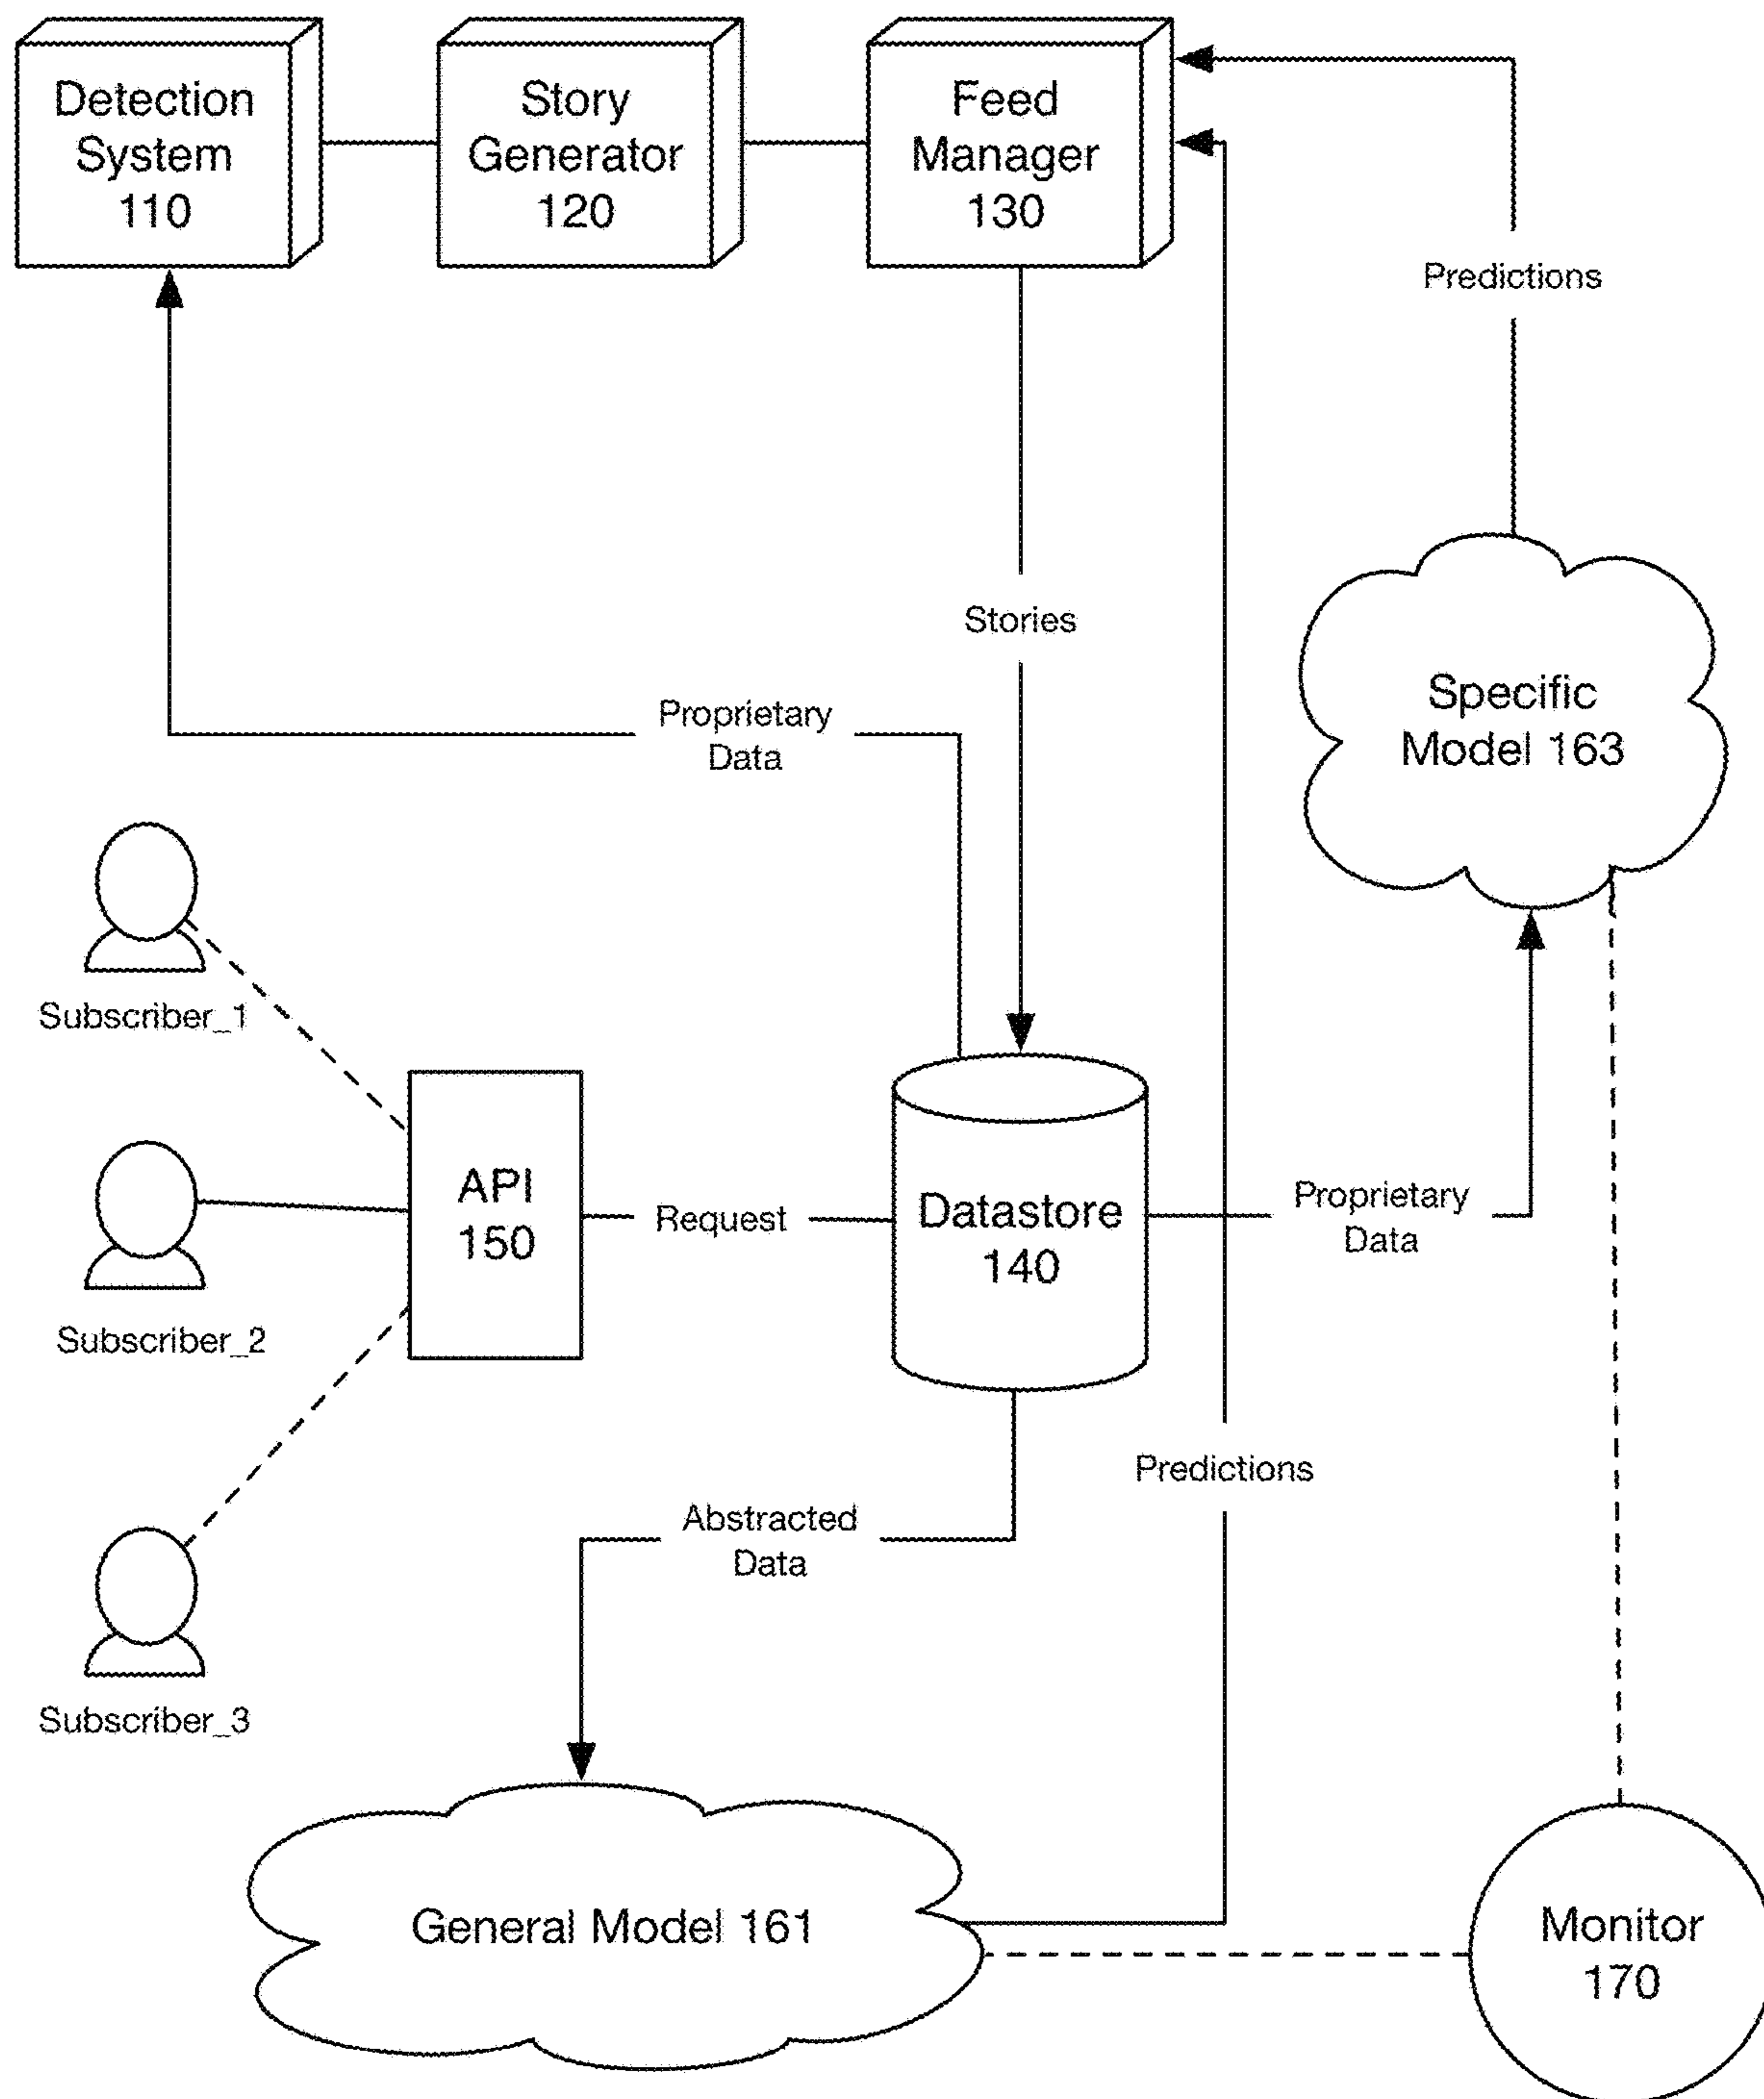 Detection
System
110
Story
Generator
120
Feed
Manager
130
Predictions
Stories
Proprietary
Data
Specific
Model 163
Subscriber_1
API
150
Request
Datastore
140
Proprietary
Data
Subscriber_2
Predictions
Abstracted
Data
Subscriber_3
General Model 161
Monitor
170